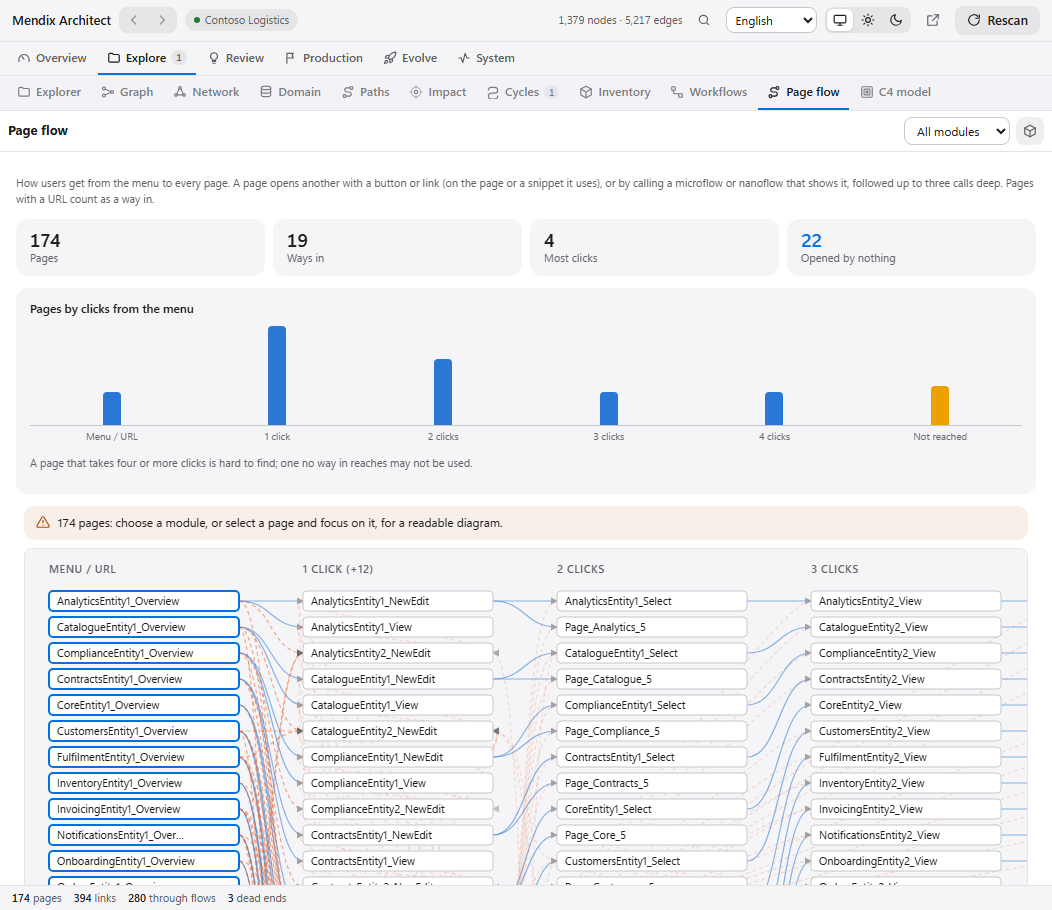 Mendix Architect
Contoso Logistics
1,379 nodes · 5,217 edges
English
Rescan
Overview
Explore 1
Review
Production
Evolve
System
Explorer
Graph
Network
Domain
Paths
Impact
Cycles 1
Inventory
Workflows
Page flow
C4 model
Page flow
All modules
How users get from the menu to every page. A page opens another with a button or link (on the page or a snippet it uses), or by calling a microflow or nanoflow that shows it, followed up to three calls deep. Pages
with a URL count as a way in.
174
Pages
19
Ways in
4
Most clicks
22
Opened by nothing
Pages by clicks from the menu
Menu / URL
1 click
2 clicks
3 clicks
4 clicks
Not reached
A page that takes four or more clicks is hard to find; one no way in reaches may not be used.
174 pages: choose a module, or select a page and focus on it, for a readable diagram.
MENU / URL
1 CLICK (+12)
2 CLICKS
3 CLICKS
AnalyticsEntity1_Overview
AnalyticsEntity1_NewEdit
AnalyticsEntity1_Select
AnalyticsEntity2_View
CatalogueEntity1_Overview
AnalyticsEntity1_View
Page_Analytics_5
CatalogueEntity2_View
ComplianceEntity1_Overview
AnalyticsEntity2_NewEdit
CatalogueEntity1_Select
ComplianceEntity2_View
ContractsEntity1_Overview
CatalogueEntity1_NewEdit
Page_Catalogue_5
ContractsEntity2_View
CoreEntity1_Overview
CatalogueEntity1_View
ComplianceEntity1_Select
CoreEntity2_View
CustomersEntity1_Overview
CatalogueEntity2_NewEdit
Page_Compliance_5
CustomersEntity2_View
FulfilmentEntity1_Overview
ComplianceEntity1_NewEdit
ContractsEntity1_Select
FulfilmentEntity2_View
InventoryEntity1_Overview
ComplianceEntity1_View
Page_Contracts_5
InventoryEntity2_View
InvoicingEntity1_Overview
ComplianceEntity2_NewEdit
CoreEntity1_Select
InvoicingEntity2_View
NotificationsEntity1_Over...
ContractsEntity1_NewEdit
Page_Core_5
NotificationsEntity2_View
OnboardingEntity1_Overview
ContractsEntity1_View
CustomersEntity1_Select
OnboardingEntity2_View
174 pages
394 links
280 through flows
3 dead ends